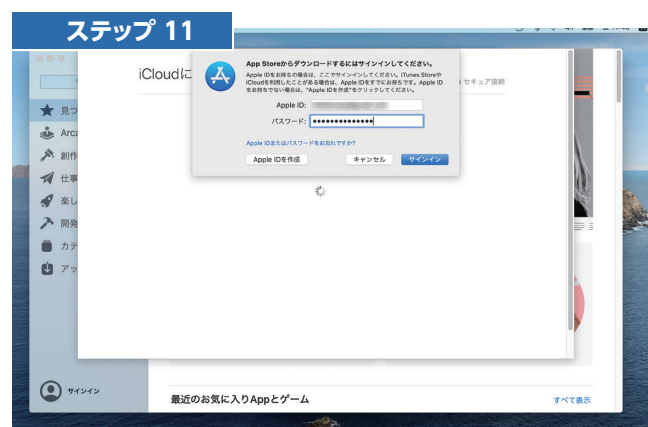 ステップ 11
iCloudに
App Storeからダウンロードするにはサインインしてください。
Apple IDをお持ちの場合は、ここでサインインしてください。iTunes Storeや
iCloudを利用したことがある場合は、Apple IDをすでにお持ちです。Apple ID
をお持ちでない場合は、"Apple IDを作成"をクリックしてください。
セキュア接続
Apple ID:
パスワード: ●●●●●●●●●●●●●●
Apple IDまたはパスワードをお忘れですか?
Apple IDを作成
キャンセル
サインイン
見つ
Arca
創作
仕事
楽し
開発
カテ
アッ
サインイン
最近のお気に入りAppとゲーム
すべて表示